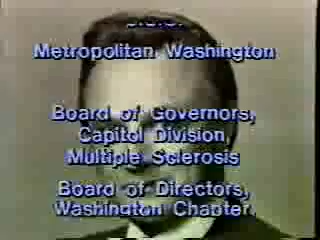 U.S.O.
Metropolitan Washington
Board of Governors,
Capitol Division
Multiple Sclerosis
Board of Directors,
Washington Chapter,